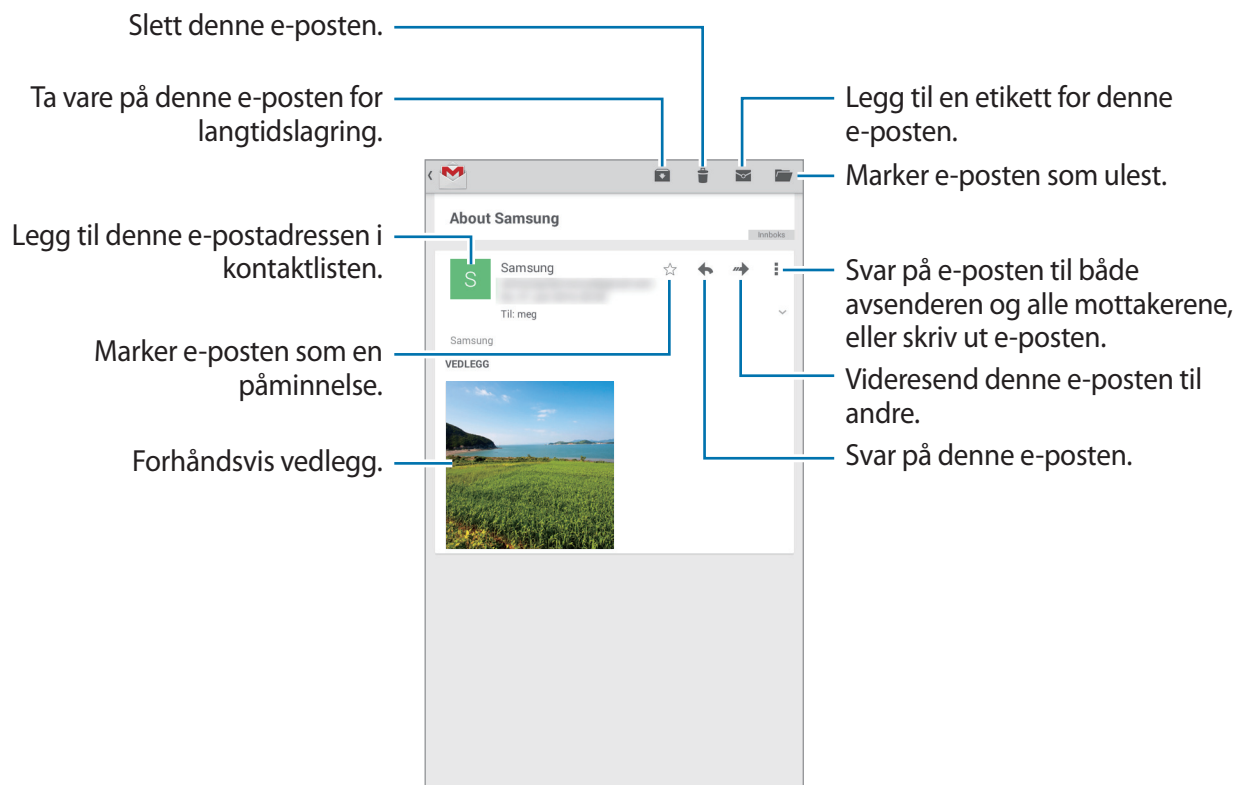 Slett denne e-posten.
Ta vare på denne e-posten for
langtidslagring.
Legg til en etikett for denne
e-posten.
Marker e-posten som ulest.
About Samsung
Innboks
Legg til denne e-postadressen i
kontaktlisten.
S
Samsung
Til: meg
Svar på e-posten til både
avsenderen og alle mottakerene,
eller skriv ut e-posten.
Samsung
Marker e-posten som en
påminnelse.
VEDLEGG
Videresend denne e-posten til
andre.
Forhåndsvis vedlegg.
Svar på denne e-posten.